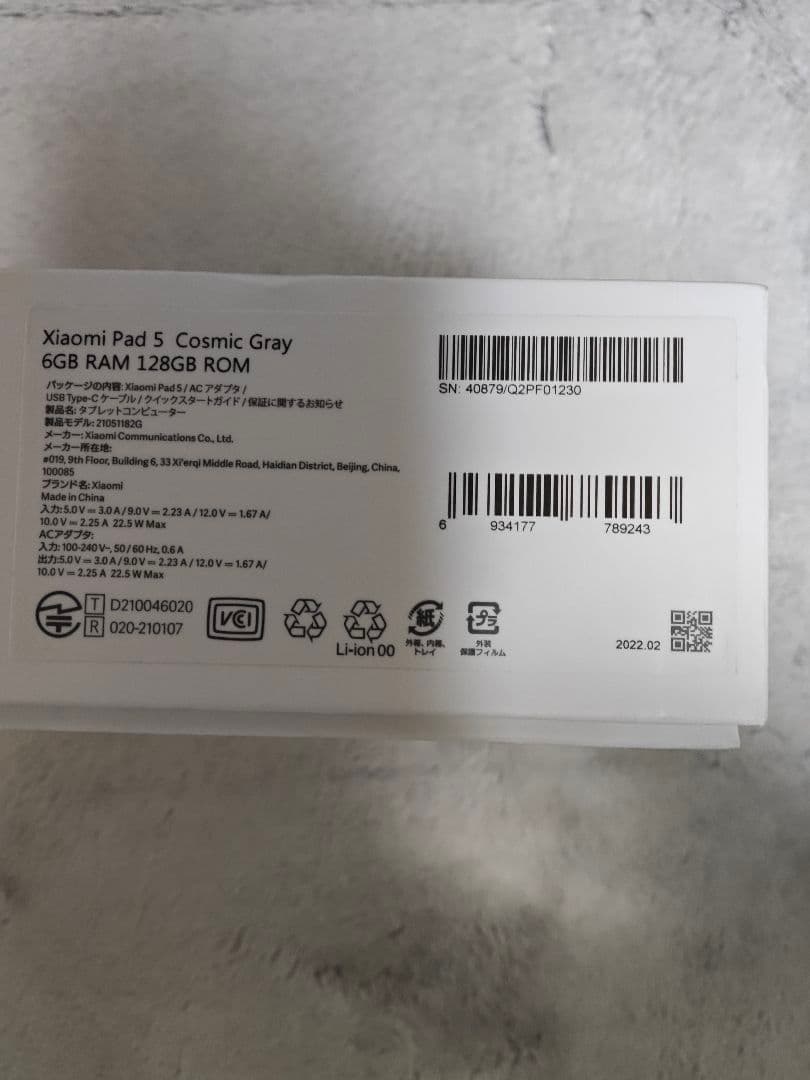 Xiaomi Pad 5 Cosmic Gray
6GB RAM 128GB ROM
パッケージの内容: Xiaomi Pad 5 / AC アダプタ /
USB Type-C ケーブル / クイックスタートガイド / 保証に関するお知らせ
製品名: タブレットコンピューター
製品モデル: 21051182G
メーカー: Xiaomi Communications Co., Ltd.
メーカー所在地:
#019, 9th Floor, Building 6, 33 Xi'erqi Middle Road, Haidian District, Beijing, China,
100085
ブランド名: Xiaomi
Made in China
入力: 5.0 V ⎓ 3.0 A / 9.0 V ⎓ 2.23 A / 12.0 V ⎓ 1.67 A/
10.0 V ⎓ 2.25 A 22.5 W Max
ACアダプタ:
入力: 100-240 V~, 50 / 60 Hz, 0.6 A
出力: 5.0 V ⎓ 3.0 A / 9.0 V ⎓ 2.23 A / 12.0 V ⎓ 1.67 A/
10.0 V ⎓ 2.25 A 22.5 W Max
T D210046020
R 020-210107
VCI
Li-ion 00
紙
外箱、内箱、
トレイ
プラ
外装
保護フィルム
SN: 40879/Q2PF01230
6 934177 789243
2022.02